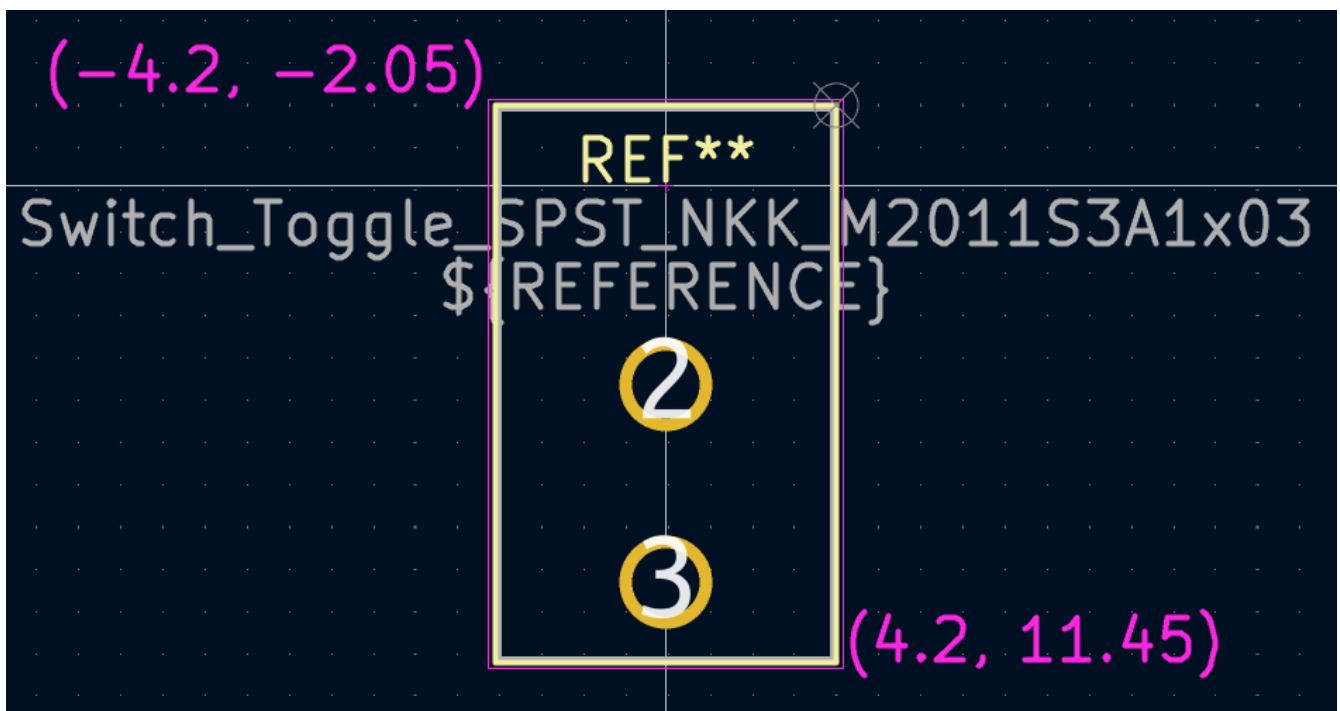 (-4.2, -2.05)
REF**
Switch_Toggle_SPST_NKK_M2011S3A1x03
${REFERENCE}
2
3
(4.2, 11.45)